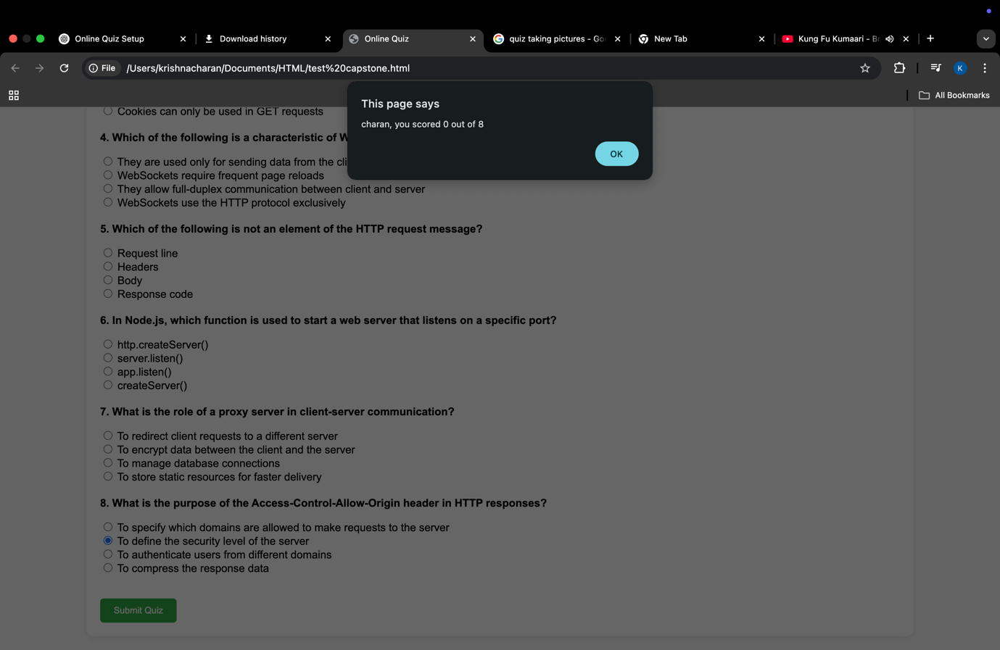 Online Quiz Setup
Download history
Online Quiz
quiz taking pictures - Go
New Tab
Kung Fu Kumaari - Br
File
/Users/krishnacharan/Documents/HTML/test%20capstone.html
K
All Bookmarks
This page says
charan, you scored 0 out of 8
OK
Cookies can only be used in GET requests
4. Which of the following is a characteristic of W
They are used only for sending data from the cli
WebSockets require frequent page reloads
They allow full-duplex communication between client and server
WebSockets use the HTTP protocol exclusively
5. Which of the following is not an element of the HTTP request message?
Request line
Headers
Body
Response code
6. In Node.js, which function is used to start a web server that listens on a specific port?
http.createServer()
server.listen()
app.listen()
createServer()
7. What is the role of a proxy server in client-server communication?
To redirect client requests to a different server
To encrypt data between the client and the server
To manage database connections
To store static resources for faster delivery
8. What is the purpose of the Access-Control-Allow-Origin header in HTTP responses?
To specify which domains are allowed to make requests to the server
To define the security level of the server
To authenticate users from different domains
To compress the response data
Submit Quiz